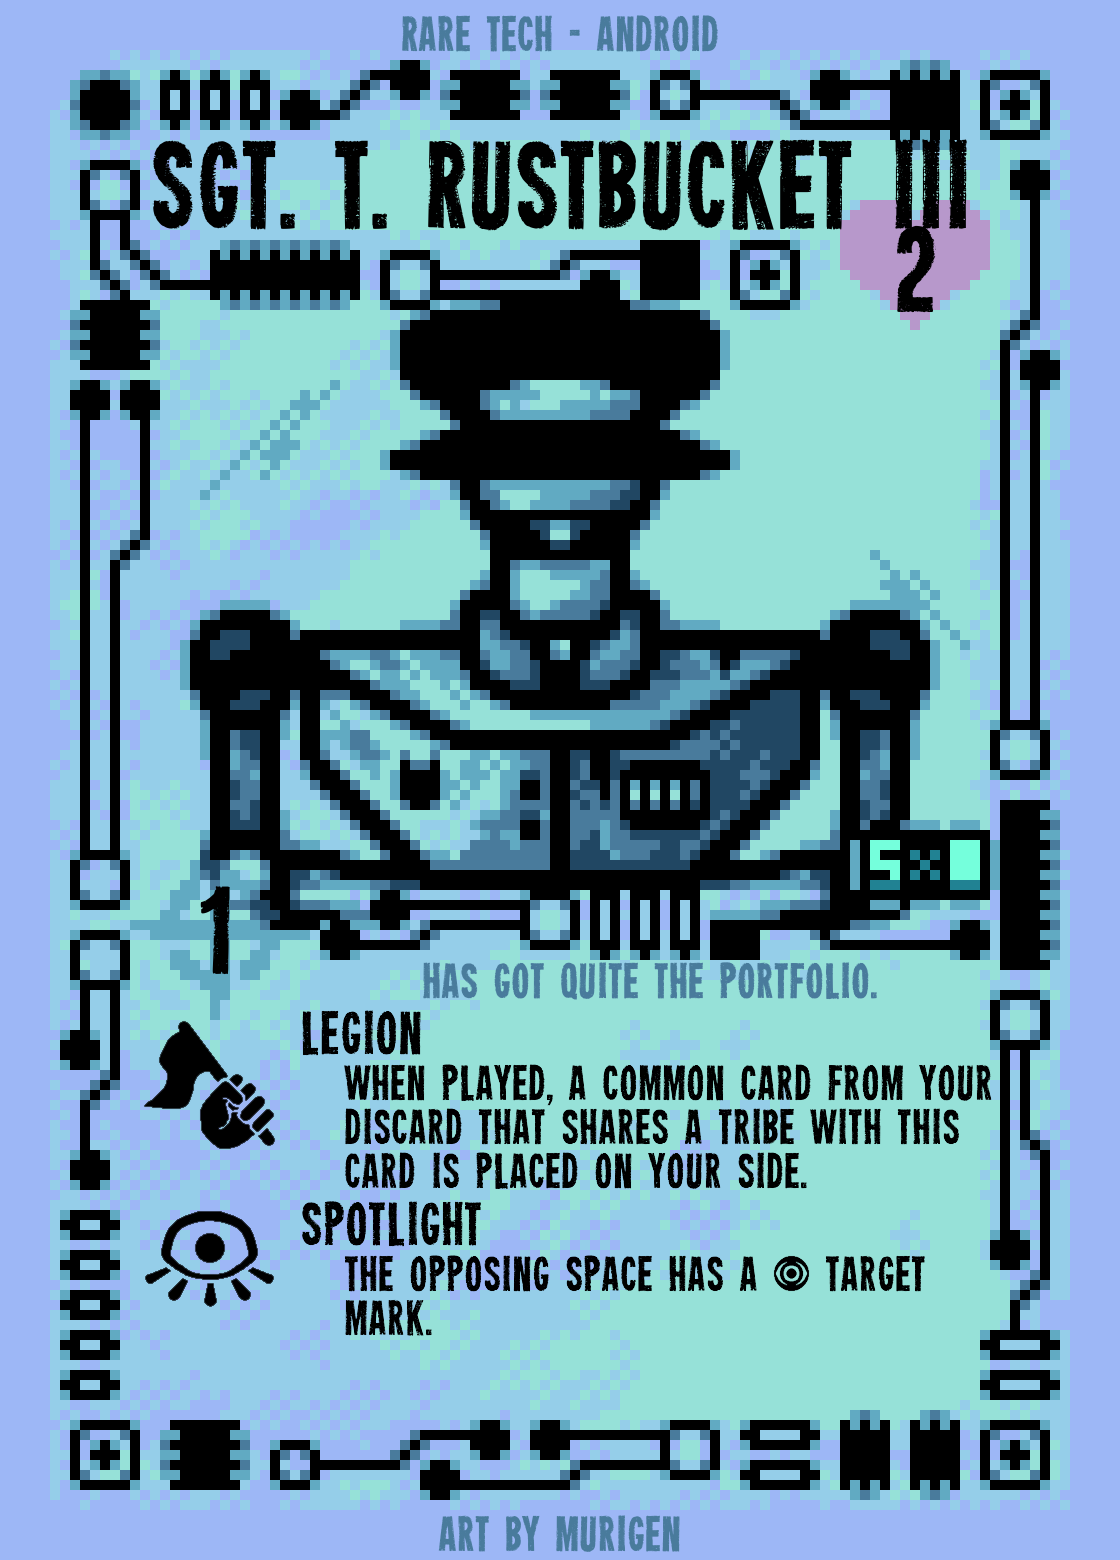 RARE TECH - ANDROID
SGT. T. RUSTBUCKET III
2
5 X
1
HAS GOT QUITE THE PORTFOLIO.
LEGION
WHEN PLAYED, A COMMON CARD FROM YOUR
DISCARD THAT SHARES A TRIBE WITH THIS
CARD IS PLACED ON YOUR SIDE.
SPOTLIGHT
THE OPPOSING SPACE HAS A TARGET
MARK.
ART BY MURIGEN